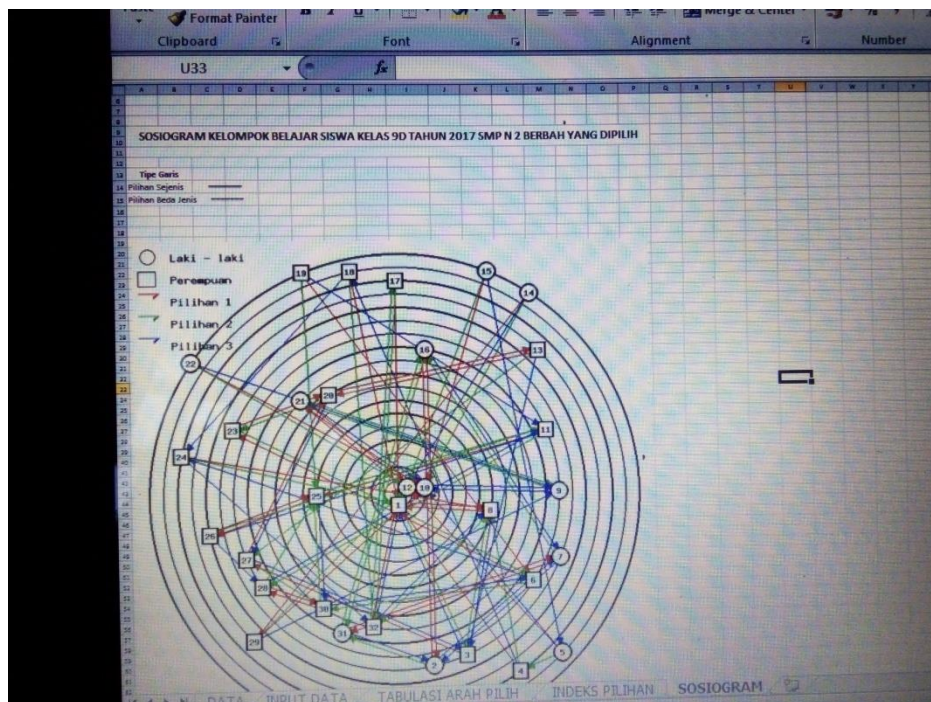 Format Painter
Merge & Center
Clipboard Font Alignment Number
U33 fx
SOSIOGRAM KELOMPOK BELAJAR SISWA KELAS 9D TAHUN 2017 SMP N 2 BERBAH YANG DIPILIH
Tipe Garis
Pilihan Sejenis
Pilihan Beda Jenis
Laki - laki
Perempuan
Pilihan 1
Pilihan 2
Pilihan 3
19 18 17 15
14
16 13
22
21 20
23 11
24
12 10 9
25 1 8
26
27 7
28 6
30
31 32
29 3 5
2 4
DATA INPUT DATA TABULASI ARAH PILIH INDEKS PILIHAN SOSIOGRAM